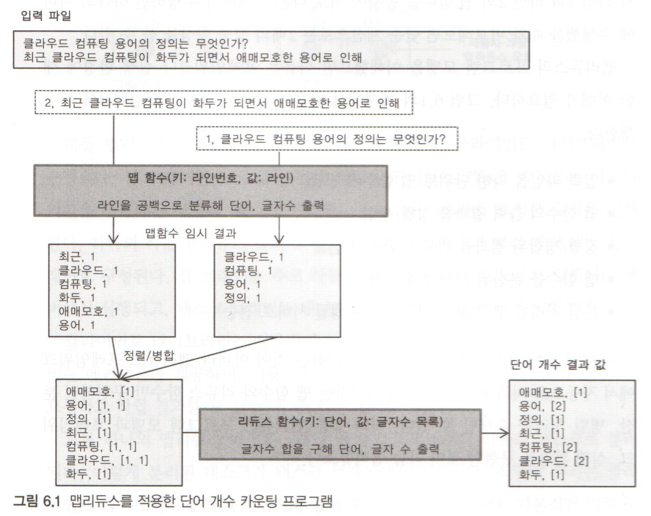 입력 파일
클라우드 컴퓨팅 용어의 정의는 무엇인가?
최근 클라우드 컴퓨팅이 화두가 되면서 애매모호한 용어로 인해
2, 최근 클라우드 컴퓨팅이 화두가 되면서 애매모호한 용어로 인해
1, 클라우드 컴퓨팅 용어의 정의는 무엇인가?
맵 함수(키: 라인번호, 값: 라인)
라인을 공백으로 분류해 단어, 글자수 출력
맵함수 임시 결과
최근, 1
클라우드, 1
컴퓨팅, 1
화두, 1
애매모호, 1
용어, 1
클라우드, 1
컴퓨팅, 1
용어, 1
정의, 1
정렬/병합
애매모호, [1]
용어, [1, 1]
정의, [1]
최근, [1]
컴퓨팅, [1, 1]
클라우드, [1, 1]
화두, [1]
리듀스 함수(키: 단어, 값: 글자수 목록)
글자수 합을 구해 단어, 글자 수 출력
단어 개수 결과 값
애매모호, [1]
용어, [2]
정의, [1]
최근, [1]
컴퓨팅, [2]
클라우드, [2]
화두, [1]
그림 6.1 맵리듀스를 적용한 단어 개수 카운팅 프로그램